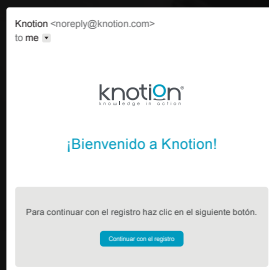 Knotion <noreply@knotion.com>
to me
knotion®
knowledge in action
¡Bienvenido a Knotion!
Para continuar con el registro haz clic en el siguiente botón.
Continuar con el registro